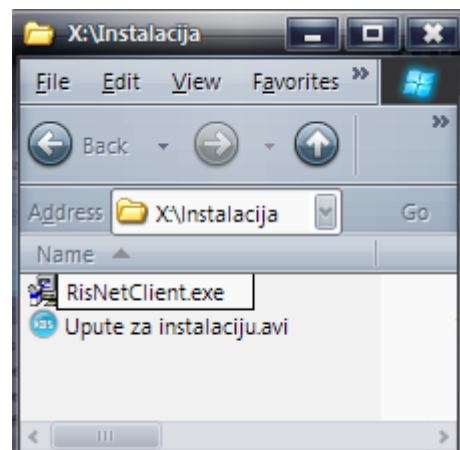 X:\Instalacija
File Edit View Favorites »
Back »
Address X:\Instalacija Go
Name
RisNetClient.exe
Upute za instalaciju.avi